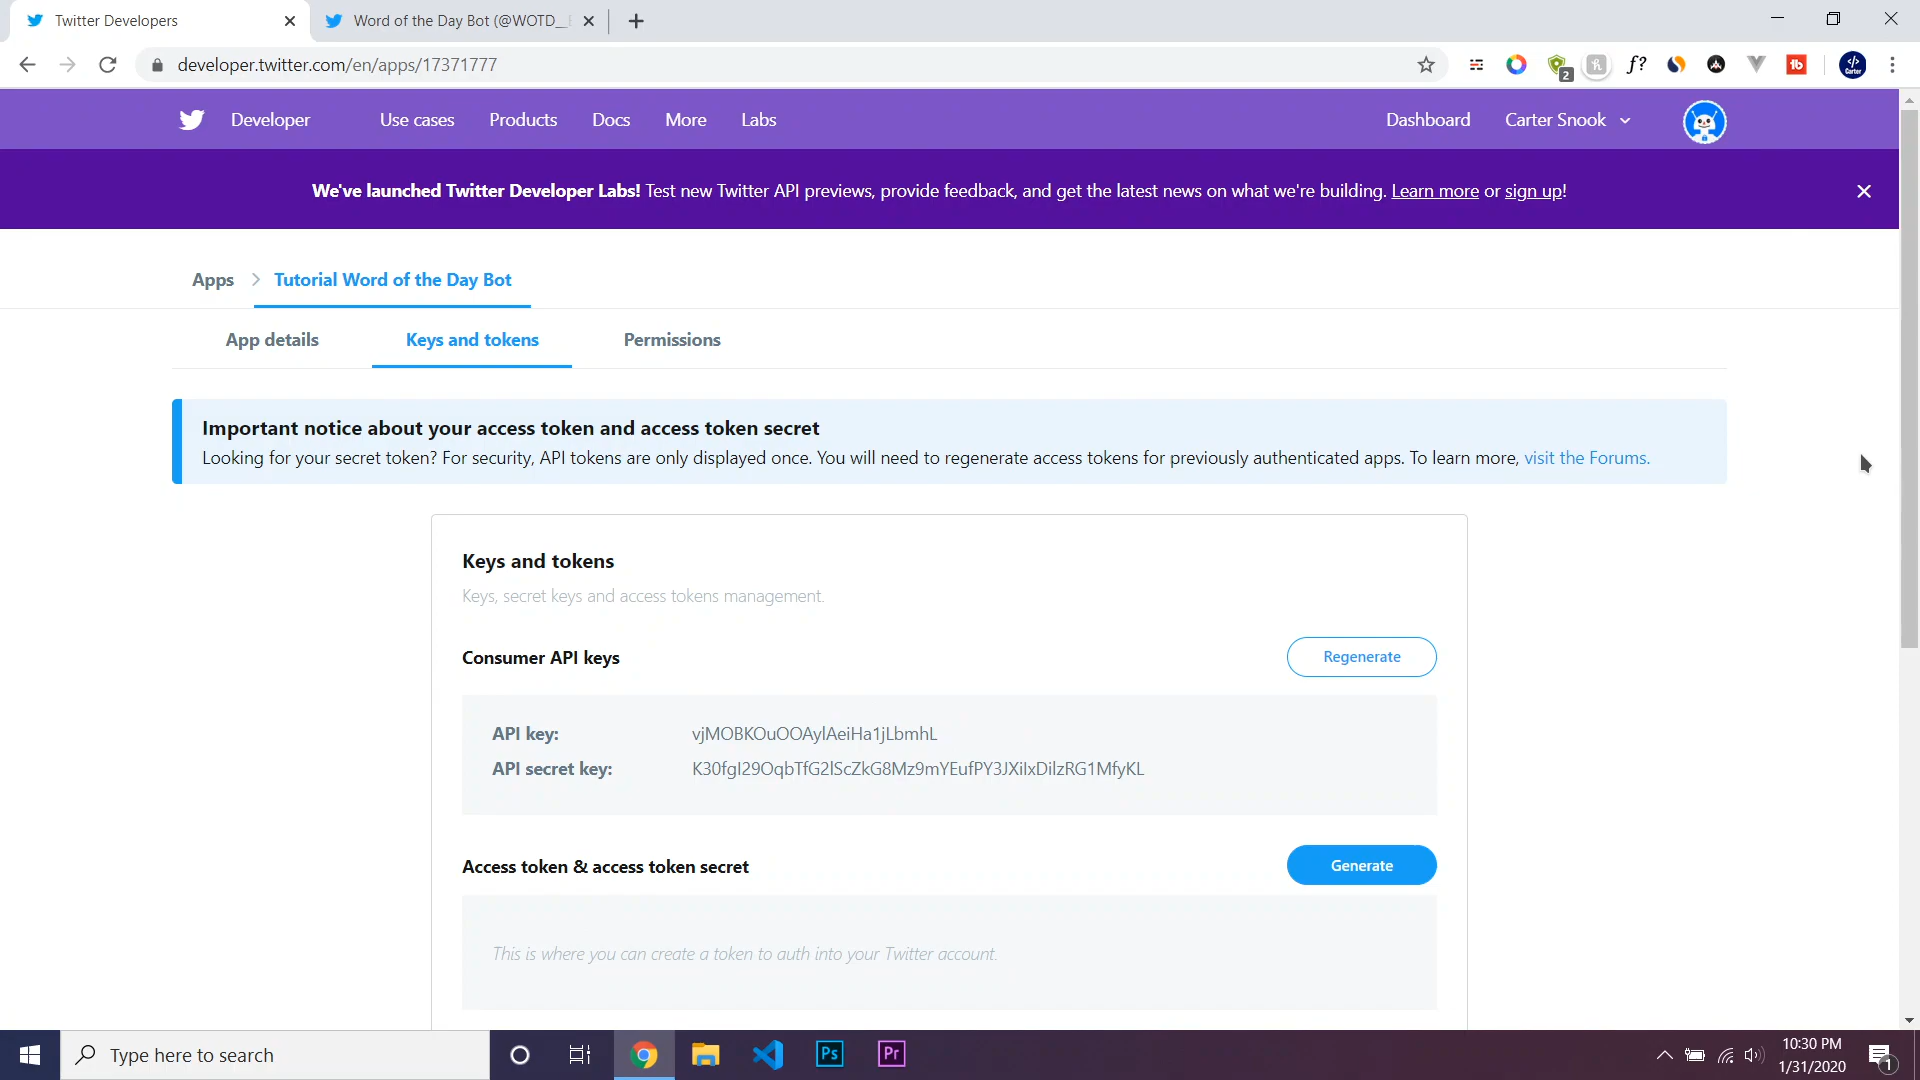 Twitter Developers
Word of the Day Bot (@WOTD_
developer.twitter.com/en/apps/17371777
2
f?
Carter
Developer
Use cases
Products
Docs
More
Labs
Dashboard
Carter Snook
We've launched Twitter Developer Labs! Test new Twitter API previews, provide feedback, and get the latest news on what we're building. Learn more or sign up!
Apps
Tutorial Word of the Day Bot
App details
Keys and tokens
Permissions
Important notice about your access token and access token secret
Looking for your secret token? For security, API tokens are only displayed once. You will need to regenerate access tokens for previously authenticated apps. To learn more, visit the Forums.
Keys and tokens
Keys, secret keys and access tokens management.
Consumer API keys
Regenerate
API key:
vjMOBKOuOOAylAeiHa1jLbmhL
API secret key:
K30fgI29OqbTfG2lScZkG8Mz9mYEufPY3JXiIxDilzRG1MfyKL
Access token & access token secret
Generate
This is where you can create a token to auth into your Twitter account.
Type here to search
Ps
Pr
10:30 PM
1/31/2020
1